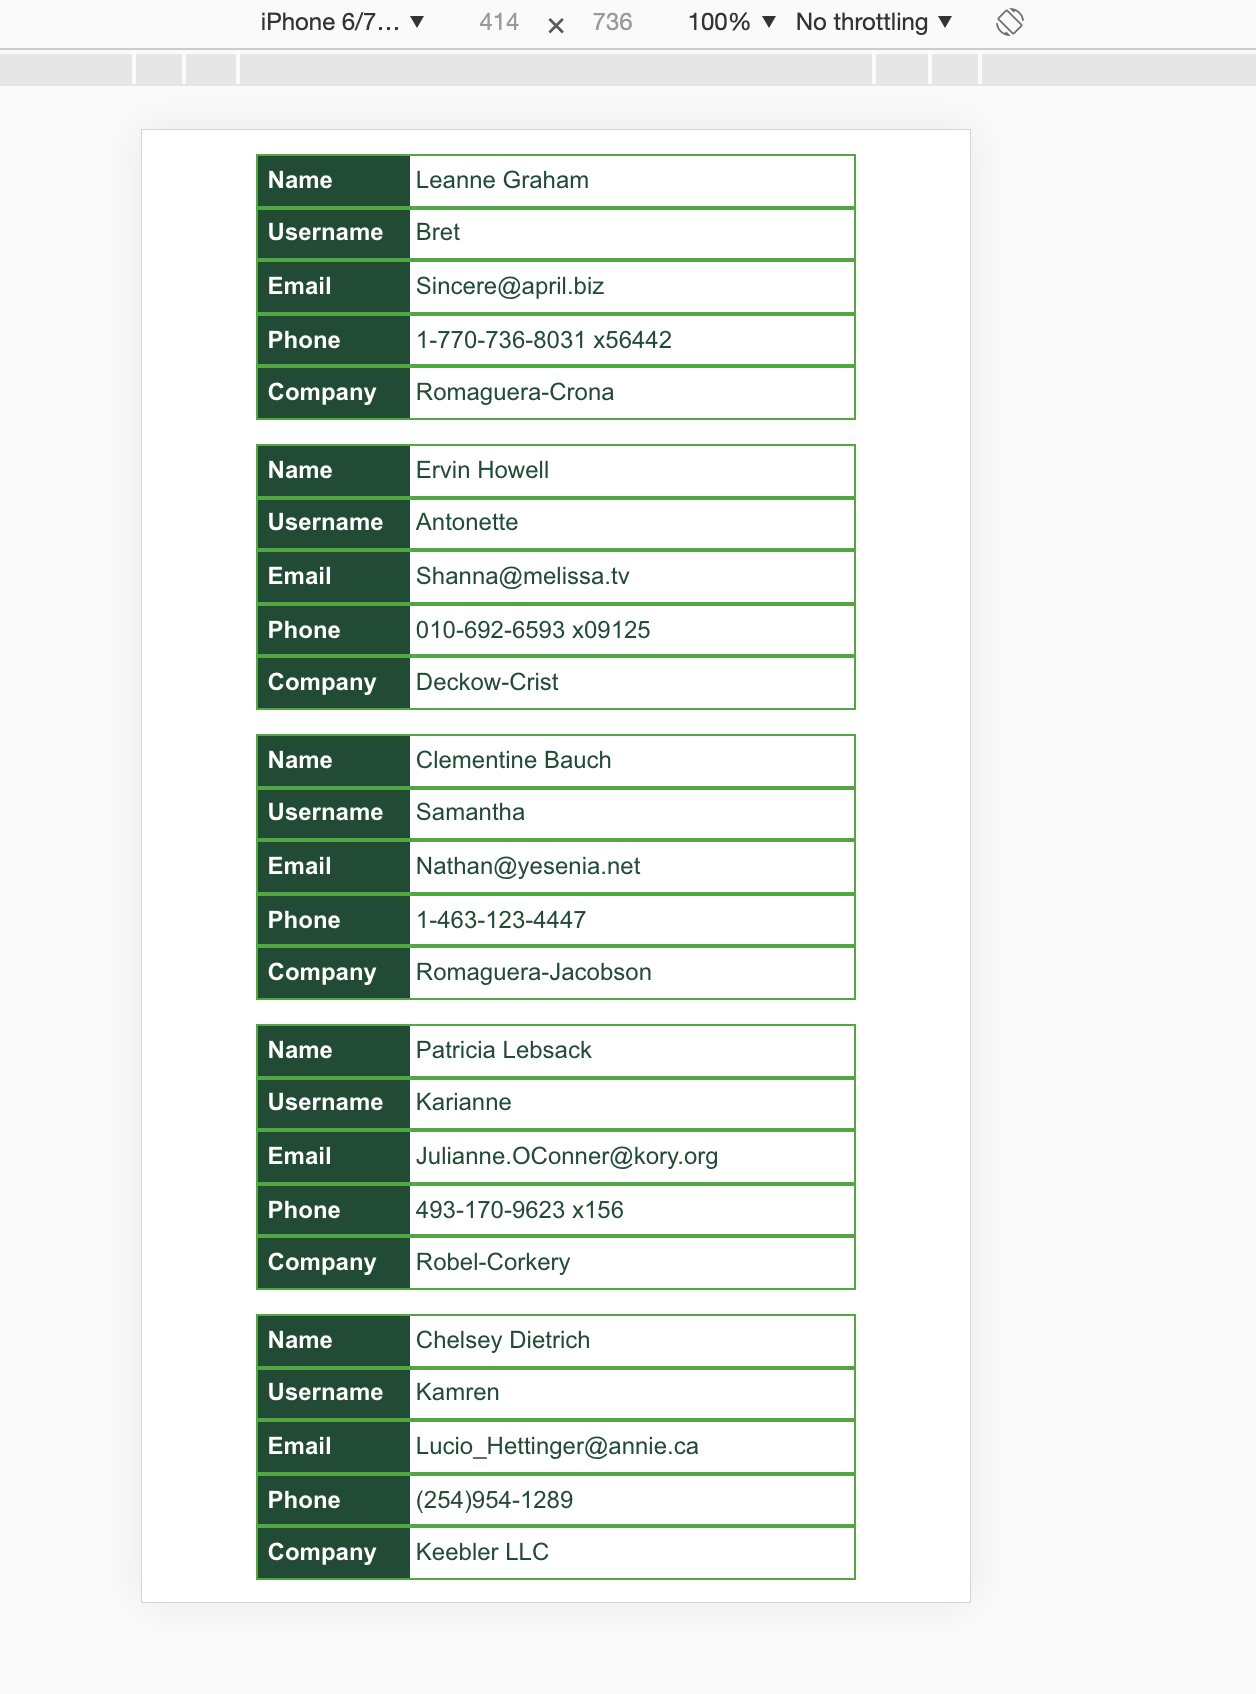 iPhone 6/7... ▼ 414 × 736 100% ▼ No throttling ▼
Name Leanne Graham
Username Bret
Email Sincere@april.biz
Phone 1-770-736-8031 x56442
Company Romaguera-Crona
Name Ervin Howell
Username Antonette
Email Shanna@melissa.tv
Phone 010-692-6593 x09125
Company Deckow-Crist
Name Clementine Bauch
Username Samantha
Email Nathan@yesenia.net
Phone 1-463-123-4447
Company Romaguera-Jacobson
Name Patricia Lebsack
Username Karianne
Email Julianne.OConner@kory.org
Phone 493-170-9623 x156
Company Robel-Corkery
Name Chelsey Dietrich
Username Kamren
Email Lucio_Hettinger@annie.ca
Phone (254)954-1289
Company Keebler LLC